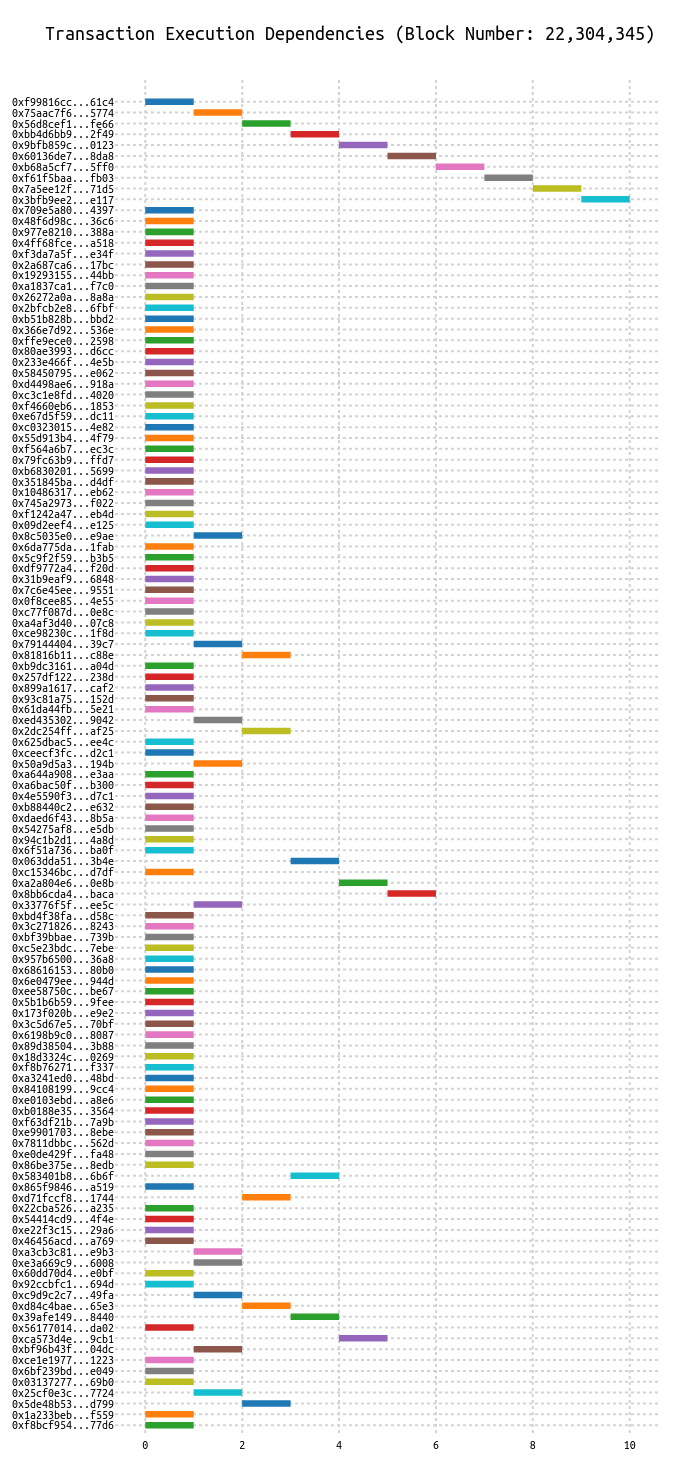 Transaction Execution Dependencies (Block Number: 22,304,345)
0xf99816cc...61c4
0x75aac7f6...5774
0x56d8cef1...fe66
0xbb4d6bb9...2f49
0x9bfb859c...0123
0x60136de7...8da8
0xb68a5cf7...5ff0
0xf61f5baa...fb03
0x7a5ee12f...71d5
0x3bfb9ee2...e117
0x709e5a80...4397
0x48f6d98c...36c6
0x977e8210...388a
0x4ff68fce...a518
0xf3da7a5f...e34f
0x2a687ca6...17bc
0x19293155...44bb
0xa1837ca1...f7c0
0x26272a0a...8a8a
0x2bfcb2e8...6fbf
0xb51b828b...bbd2
0x366e7d92...536e
0xffe9ece0...2598
0x80ae3993...d6cc
0x233e466f...4e5b
0x58450795...e062
0xd4498ae6...918a
0xc3c1e8fd...4020
0xf4660eb6...1853
0xe67d5f59...dc11
0xc0323015...4e82
0x55d913b4...4f79
0xf564a6b7...ec3c
0x79fc63b9...ffd7
0xb6830201...5699
0x351845ba...d4df
0x10486317...eb62
0x745a2973...f022
0xf1242a47...eb4d
0x09d2eef4...e125
0x8c5035e0...e9ae
0x6da775da...1fab
0x5c9f2f59...b3b5
0xdf9772a4...f20d
0x31b9eaf9...6848
0x7c6e45ee...9551
0x0f8cee85...4e55
0xc77f087d...0e8c
0xa4af3d40...07c8
0xce98230c...1f8d
0x79144404...39c7
0x81816b11...c88e
0xb9dc3161...a04d
0x257df122...238d
0x899a1617...caf2
0x93c81a75...152d
0x61da44fb...5e21
0xed435302...9042
0x2dc254ff...af25
0x625dbac5...ee4c
0xceecf3fc...d2c1
0x50a9d5a3...194b
0xa644a908...e3aa
0xa6bac50f...b300
0x4e5590f3...d7c1
0xb88440c2...e632
0xdaed6f43...8b5a
0x54275af8...e5db
0x94c1b2d1...4a8d
0x6f51a736...ba0f
0x063dda51...3b4e
0xc15346bc...d7df
0xa2a804e6...0e8b
0x8bb6cda4...baca
0x33776f5f...ee5c
0xbd4f38fa...d58c
0x3c271826...8243
0xbf39bbae...739b
0xc5e23bdc...7ebe
0x957b6500...36a8
0x68616153...80b0
0x6e0479ee...944d
0xee58750c...be67
0x5b1b6b59...9fee
0x173f020b...e9e2
0x3c5d67e5...70bf
0x6198b9c0...8087
0x89d38504...3b88
0x18d3324c...0269
0xf8b76271...f337
0xa3241ed0...48bd
0x84108199...9cc4
0xe0103ebd...a8e6
0xb0188e35...3564
0xf63df21b...7a9b
0xe9901703...8ebe
0x7811dbbc...562d
0xe0de429f...fa48
0x86be375e...8edb
0x583401b8...6b6f
0x865f9846...a519
0xd71fccf8...1744
0x22cba526...a235
0x54414cd9...4f4e
0xe22f3c15...29a6
0x46456acd...a769
0xa3cb3c81...e9b3
0xe3a669c9...6008
0x60dd70d4...e0bf
0x92ccbfc1...694d
0xc9d9c2c7...49fa
0xd84c4bae...65e3
0x39afe149...8440
0x56177014...da02
0xca573d4e...9cb1
0xbf96b43f...04dc
0xce1e1977...1223
0x6bf239bd...e049
0x03137277...69b0
0x25cf0e3c...7724
0x5de48b53...d799
0x1a233beb...f559
0xf8bcf954...77d6
0 2 4 6 8 10